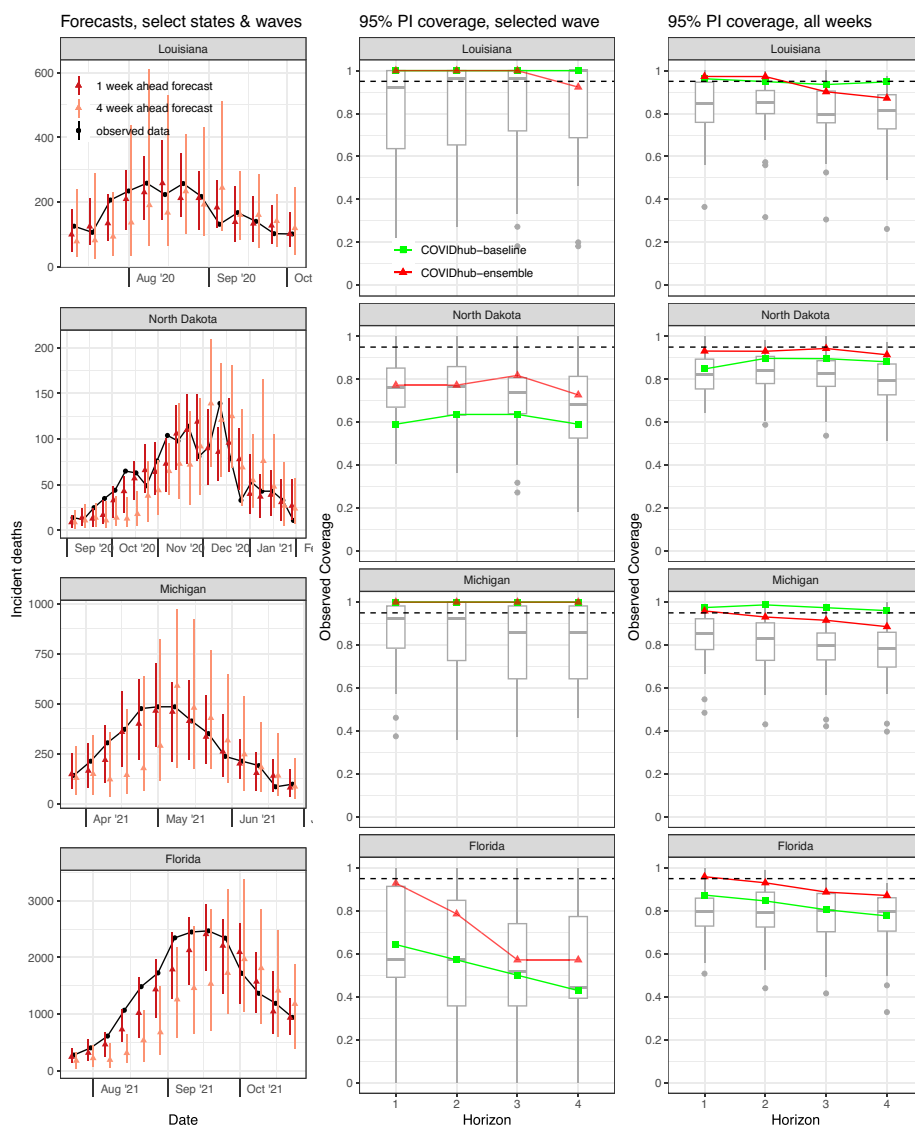 Forecasts, select states & waves
95% PI coverage, selected wave
95% PI coverage, all weeks
Louisiana
Louisiana
Louisiana
600
400
200
0
1 week ahead forecast
4 week ahead forecast
observed data
Aug '20
Sep '20
Oct
1
0.8
0.6
0.4
0.2
0
COVIDhub-baseline
COVIDhub-ensemble
1
0.8
0.6
0.4
0.2
0
North Dakota
North Dakota
North Dakota
200
150
100
50
0
Sep '20
Oct '20
Nov '20
Dec '20
Jan '21
Fe
1
0.8
0.6
0.4
0.2
0
1
0.8
0.6
0.4
0.2
0
Incident deaths
Observed Coverage
Observed Coverage
Michigan
Michigan
Michigan
1000
750
500
250
0
Apr '21
May '21
Jun '21
1
0.8
0.6
0.4
0.2
0
1
0.8
0.6
0.4
0.2
0
Florida
Florida
Florida
3000
2000
1000
0
Aug '21
Sep '21
Oct '21
Date
1
0.8
0.6
0.4
0.2
0
1 2 3 4
Horizon
1
0.8
0.6
0.4
0.2
0
1 2 3 4
Horizon